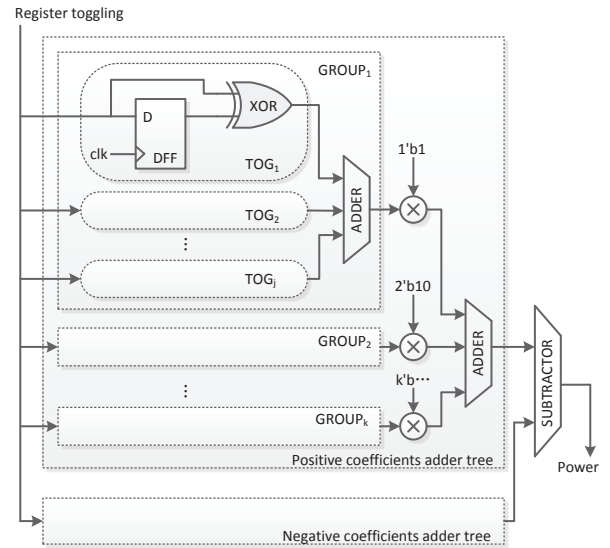 Register toggling
GROUP1
XOR
D
clk
DFF
TOG1
1'b1
ADDER
TOG2
⋮
TOGj
2'b10
GROUP2
ADDER
SUBTRACTOR
k'b⋯
⋮
GROUPk
Positive coefficients adder tree
Power
Negative coefficients adder tree